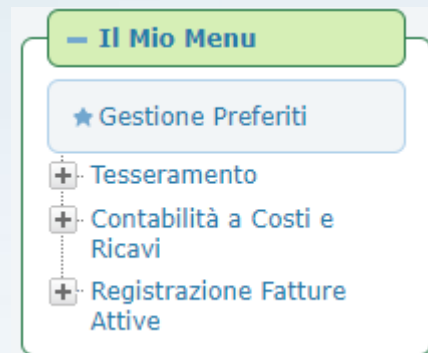 Il Mio Menu
Gestione Preferiti
Tesseramento
Contabilità a Costi e
Ricavi
Registrazione Fatture
Attive